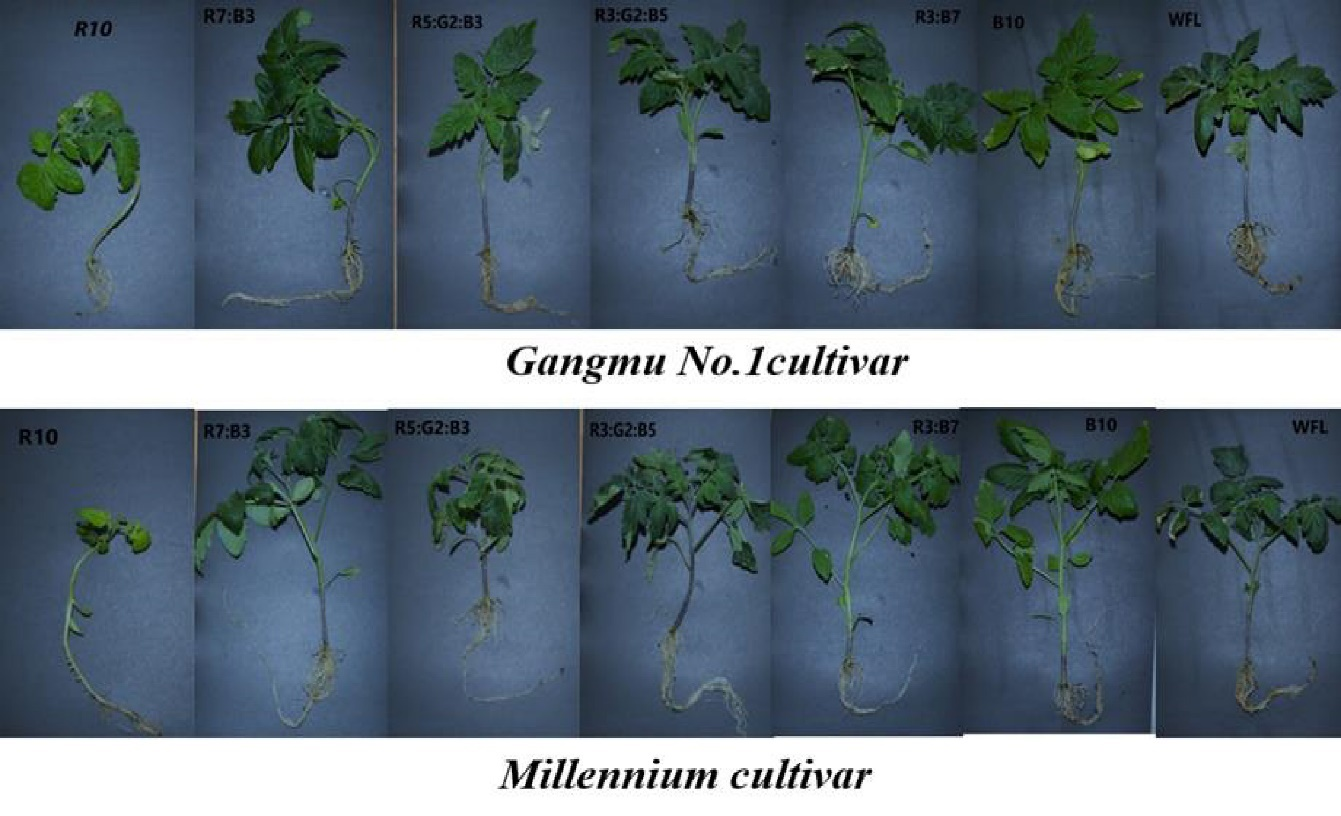 R10
R7:B3
R5:G2:B3
R3:G2:B5
R3:B7
B10
WFL
Gangmu No.1cultivar
R10
R7:B3
R5:G2:B3
R3:G2:B5
R3:B7
B10
WFL
Millennium cultivar